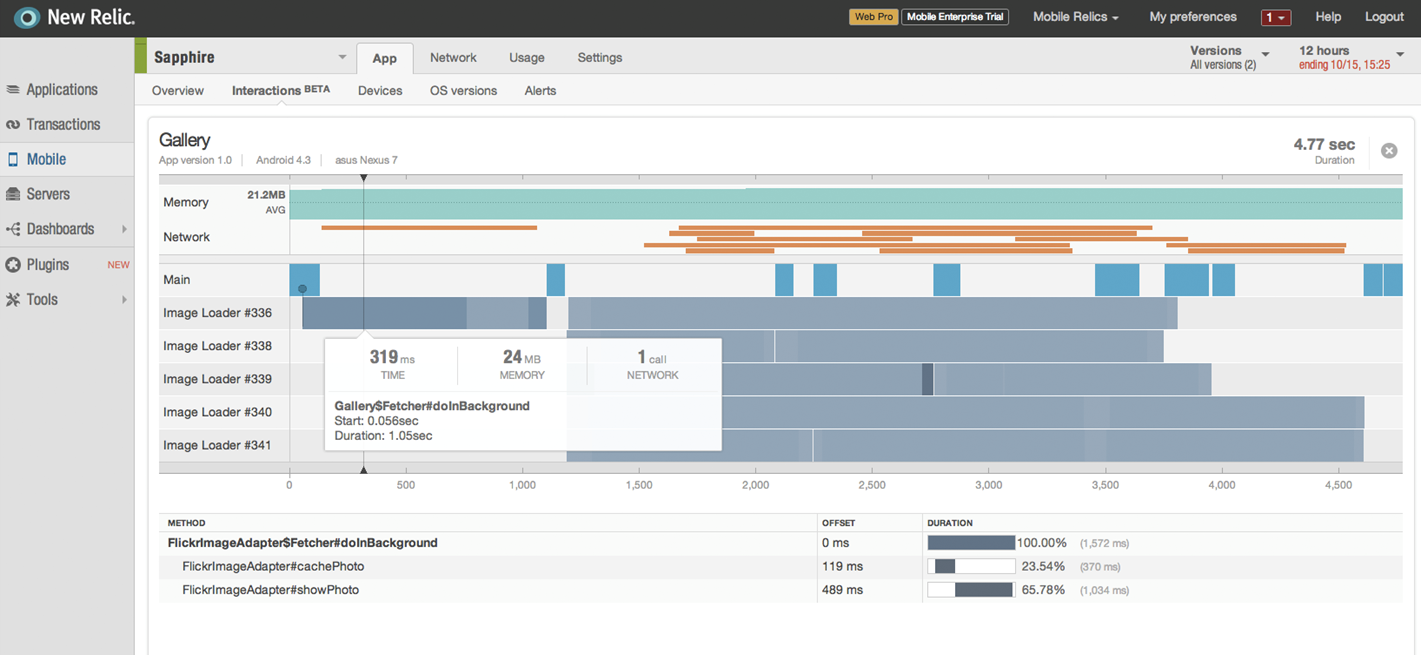 New Relic.
Web Pro Mobile Enterprise Trial Mobile Relics My preferences 1 Help Logout
Applications
Transactions
Mobile
Servers
Dashboards
Plugins NEW
Tools
Sapphire App Network Usage Settings
Versions
All versions (2)
12 hours
ending 10/15, 15:25
Overview Interactions BETA Devices OS versions Alerts
Gallery
App version 1.0 Android 4.3 asus Nexus 7
4.77 sec
Duration
Memory 21.2MB
AVG
Network
Main
Image Loader #336
Image Loader #338
Image Loader #339
Image Loader #340
Image Loader #341
319 ms 24 MB 1 call
TIME MEMORY NETWORK
Gallery$Fetcher#doInBackground
Start: 0.056sec
Duration: 1.05sec
0 500 1,000 1,500 2,000 2,500 3,000 3,500 4,000 4,500
METHOD OFFSET DURATION
FlickrImageAdapter$Fetcher#doInBackground 0 ms 100.00% (1,572 ms)
FlickrImageAdapter#cachePhoto 119 ms 23.54% (370 ms)
FlickrImageAdapter#showPhoto 489 ms 65.78% (1,034 ms)